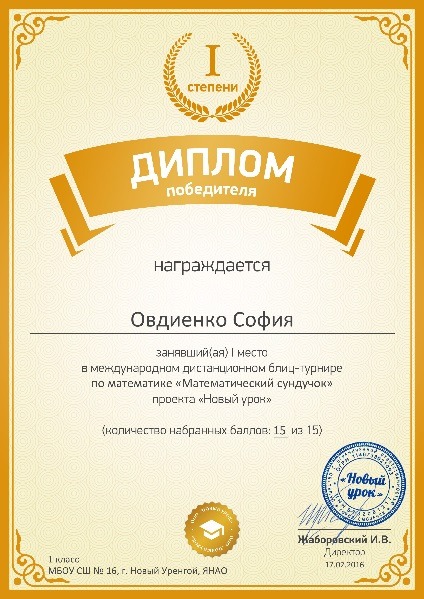 I
степени
ДИПЛОМ
победителя
награждается
Овдиенко София
занявший(ая) I место
в международном дистанционном блиц-турнире
по математике «Математический сундучок»
проекта «Новый урок»
(количество набранных баллов: 15 из 15)
«Новый
урок»
Жаборовский И.В.
Директор
17.02.2016
1 класс
МБОУ СШ № 16, г. Новый Уренгой, ЯНАО